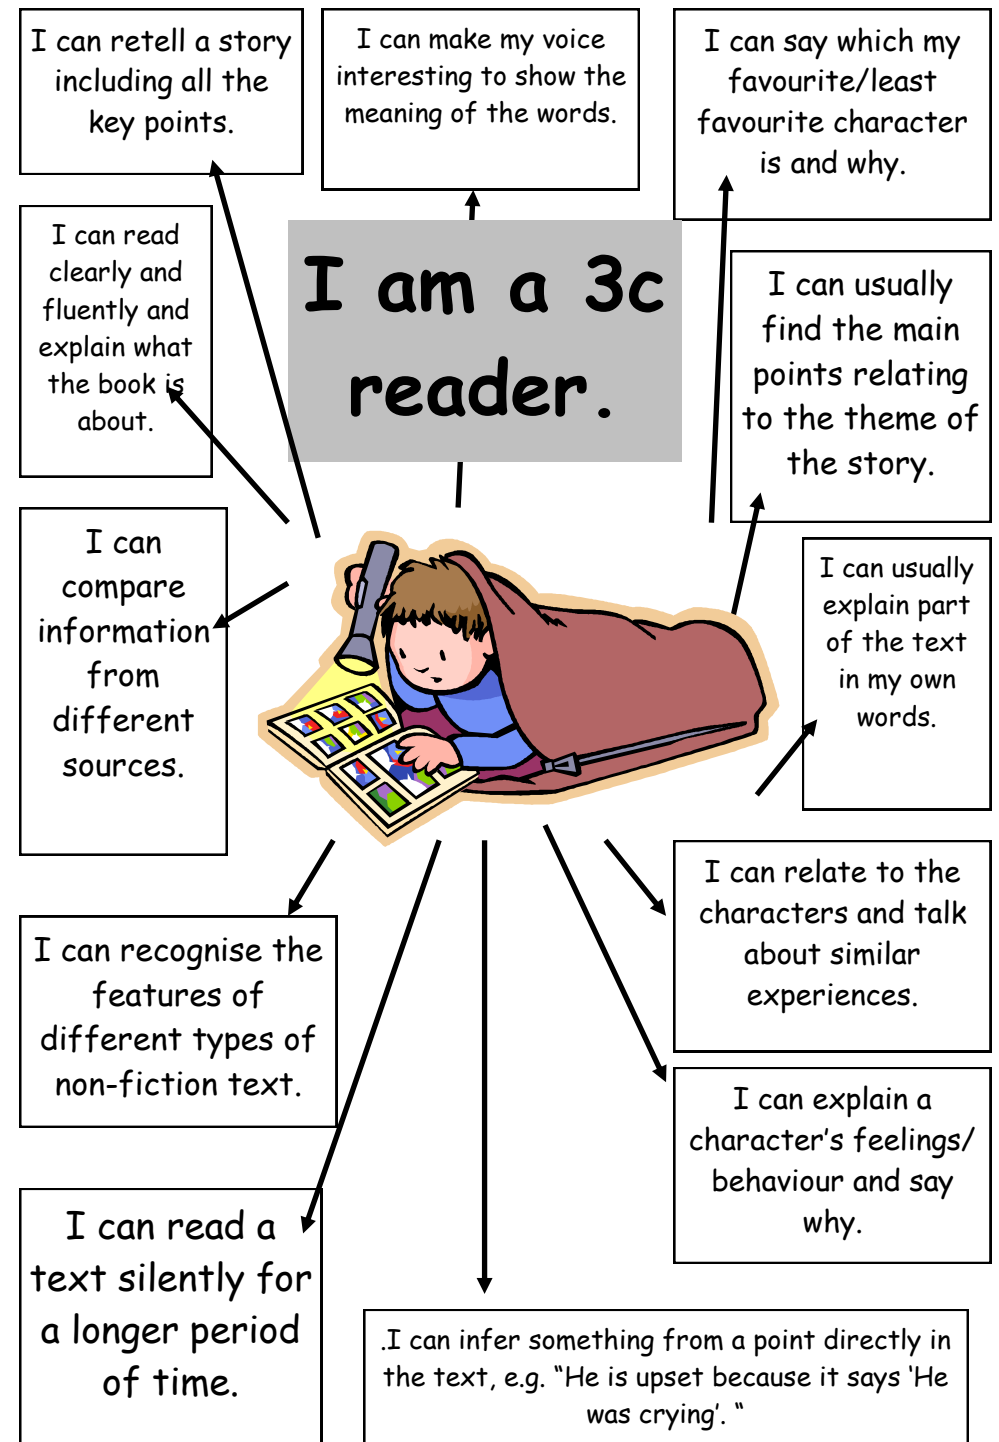 I can retell a story
including all the
key points.
I can make my voice
interesting to show the
meaning of the words.
I can say which my
favourite/least
favourite character
is and why.
I can read
clearly and
fluently and
explain what
the book is
about.
I am a 3c
reader.
I can usually
find the main
points relating
to the theme of
the story.
I can
compare
information
from
different
sources.
I can usually
explain part
of the text
in my own
words.
I can relate to the
characters and talk
about similar
experiences.
I can recognise the
features of
different types of
non-fiction text.
I can explain a
character’s feelings/
behaviour and say
why.
I can read a
text silently for
a longer period
of time.
.I can infer something from a point directly in
the text, e.g. “He is upset because it says ‘He
was crying’. “